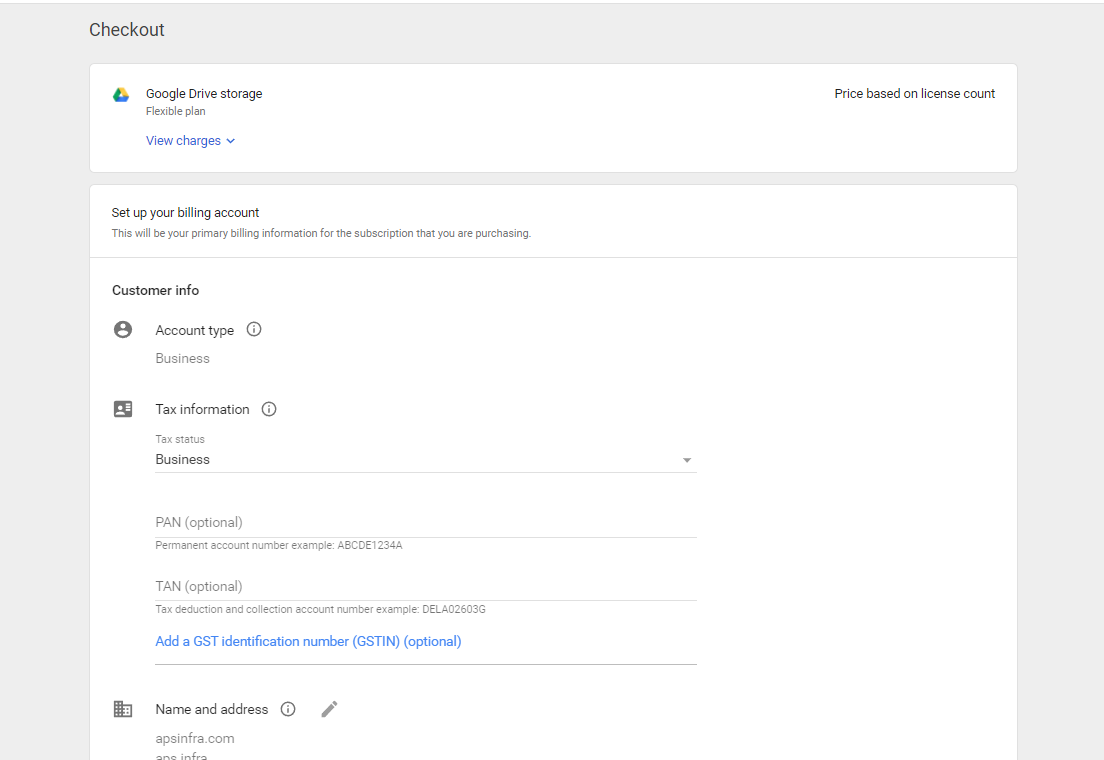 Checkout
Google Drive storage
Price based on license count
Flexible plan
View charges
Set up your billing account
This will be your primary billing information for the subscription that you are purchasing.
Customer info
Account type
Business
Tax information
Tax status
Business
PAN (optional)
Permanent account number example: ABCDE1234A
TAN (optional)
Tax deduction and collection account number example: DELA02603G
Add a GST identification number (GSTIN) (optional)
Name and address
apsinfra.com
aps infra